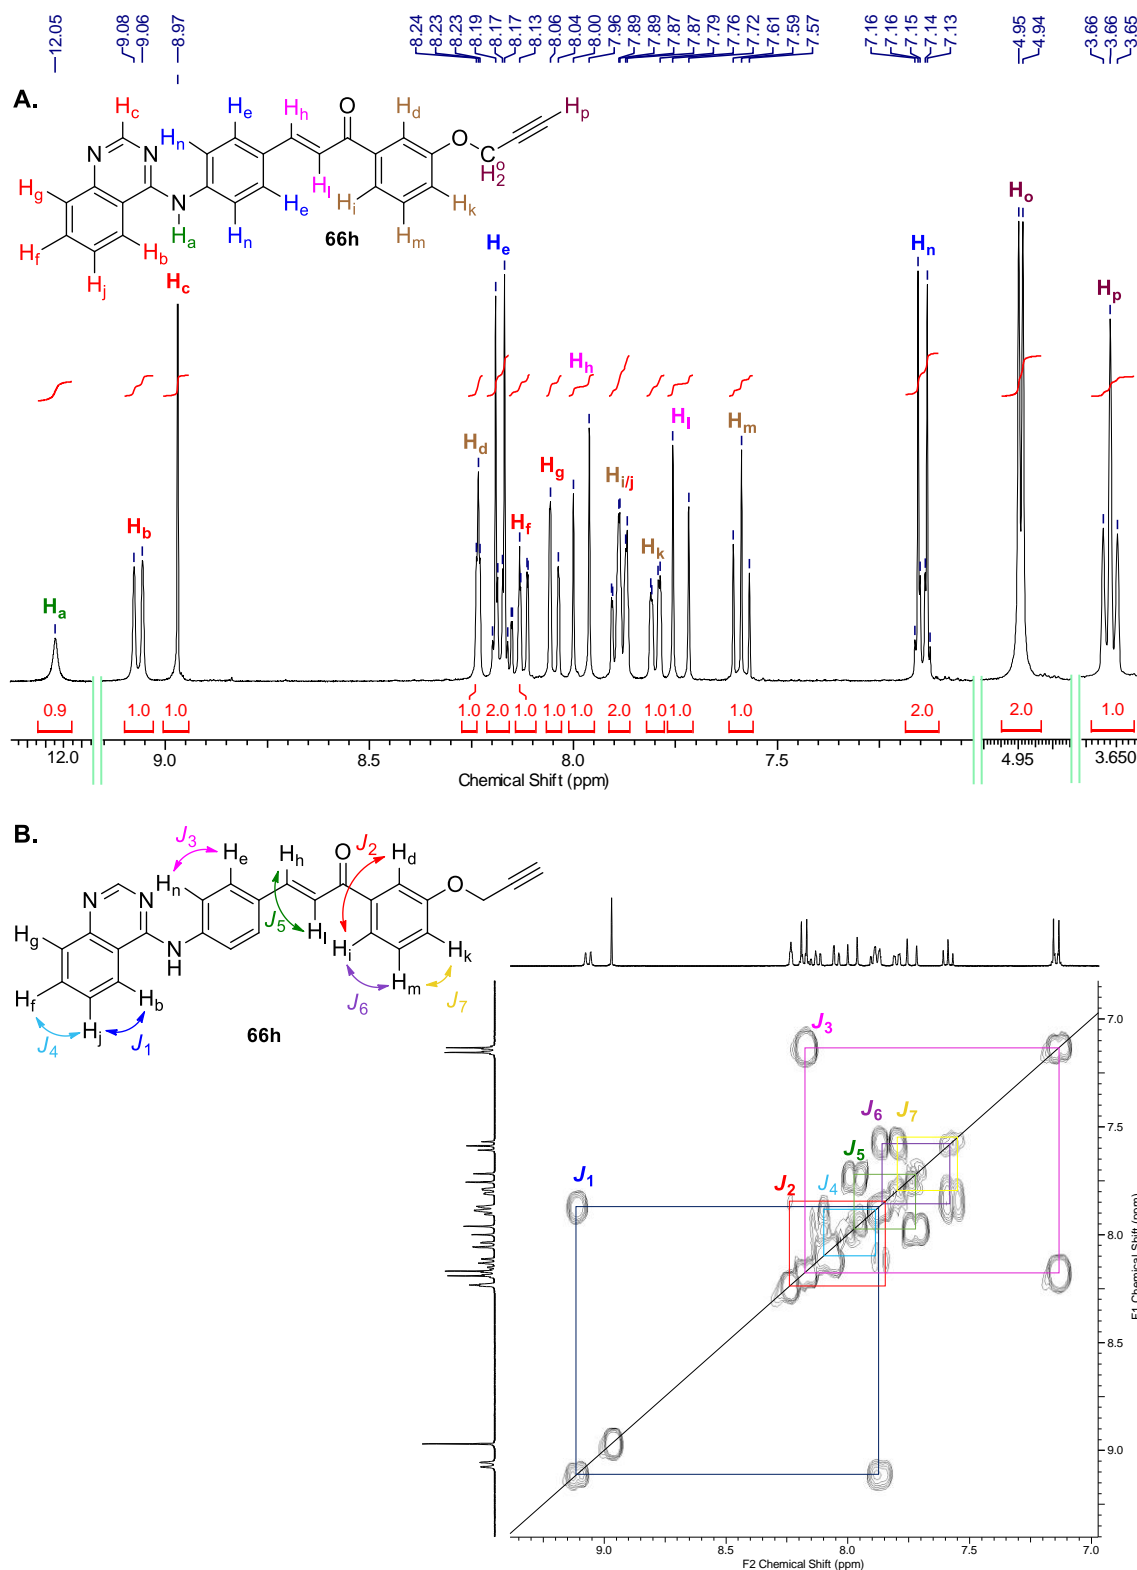 12.05 9.08 9.06 8.97 8.24 8.23 8.23 8.19 8.17 8.17 8.13 8.06 8.04 8.00 7.96 7.89 7.89 7.87 7.87 7.79 7.76 7.72 7.61 7.59 7.57 7.16 7.16 7.15 7.14 7.13 4.95 4.94 3.66 3.66 3.65
A.
Hc He Hh O Hd Hp
N N Hn O C o H2
Hg N Ha He Hl Hi Hk
Hf Hj Hb Hn 66h Hm
Hc He Hn Ho Hp
Hh
Ha Hb Hd Hf Hg Hi/j Hk Hl Hm
0.9 1.0 1.0 1.0 2.0 1.0 1.0 1.0 2.0 1.0 1.0 1.0 2.0 2.0 1.0
12.0 9.0 8.5 8.0 7.5 4.95 3.650
Chemical Shift (ppm)
B.
J3 He Hh O J2 Hd
Hn O
N N J5 Hl
Hg NH Hi Hk
Hf Hb J6 Hm J7
J4 Hj J1 66h
J3
J6 J7
J5
J1 J2 J4
7.0
7.5
8.0
8.5
9.0
F1 Chemical Shift (ppm)
9.0 8.5 8.0 7.5 7.0
F2 Chemical Shift (ppm)